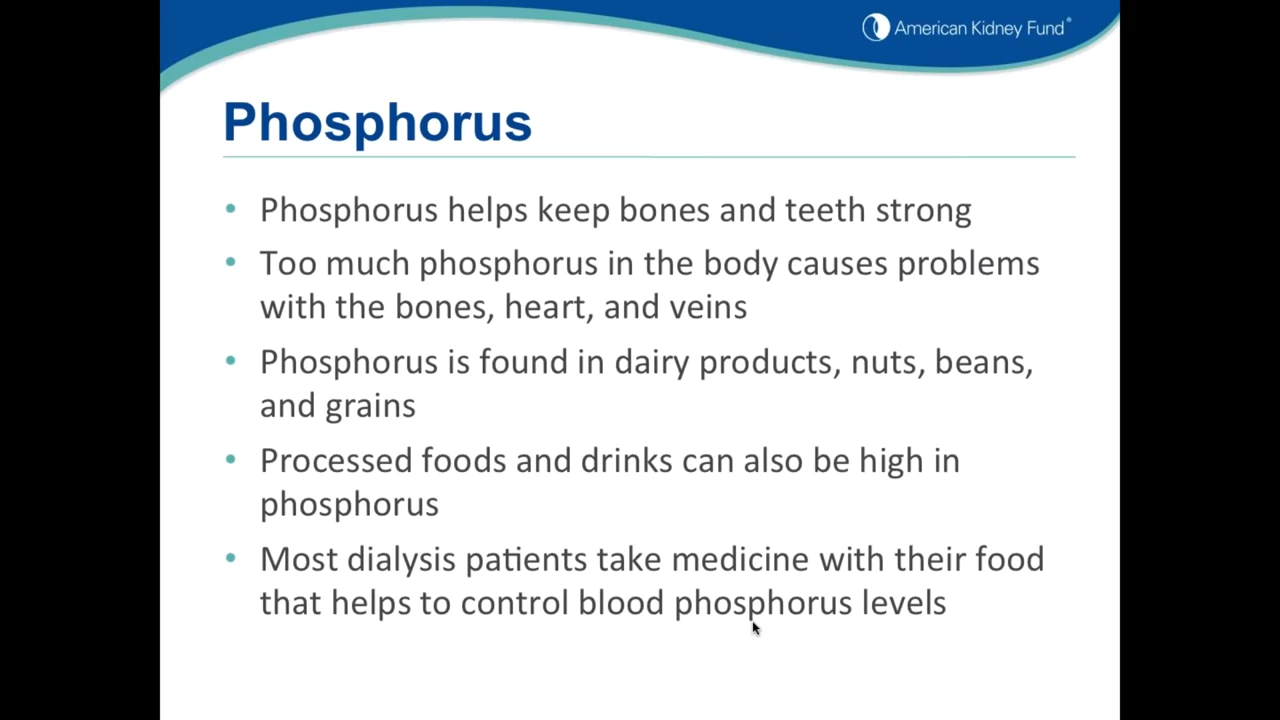 American Kidney Fund®
Phosphorus
• Phosphorus helps keep bones and teeth strong
• Too much phosphorus in the body causes problems
with the bones, heart, and veins
• Phosphorus is found in dairy products, nuts, beans,
and grains
• Processed foods and drinks can also be high in
phosphorus
• Most dialysis patients take medicine with their food
that helps to control blood phosphorus levels